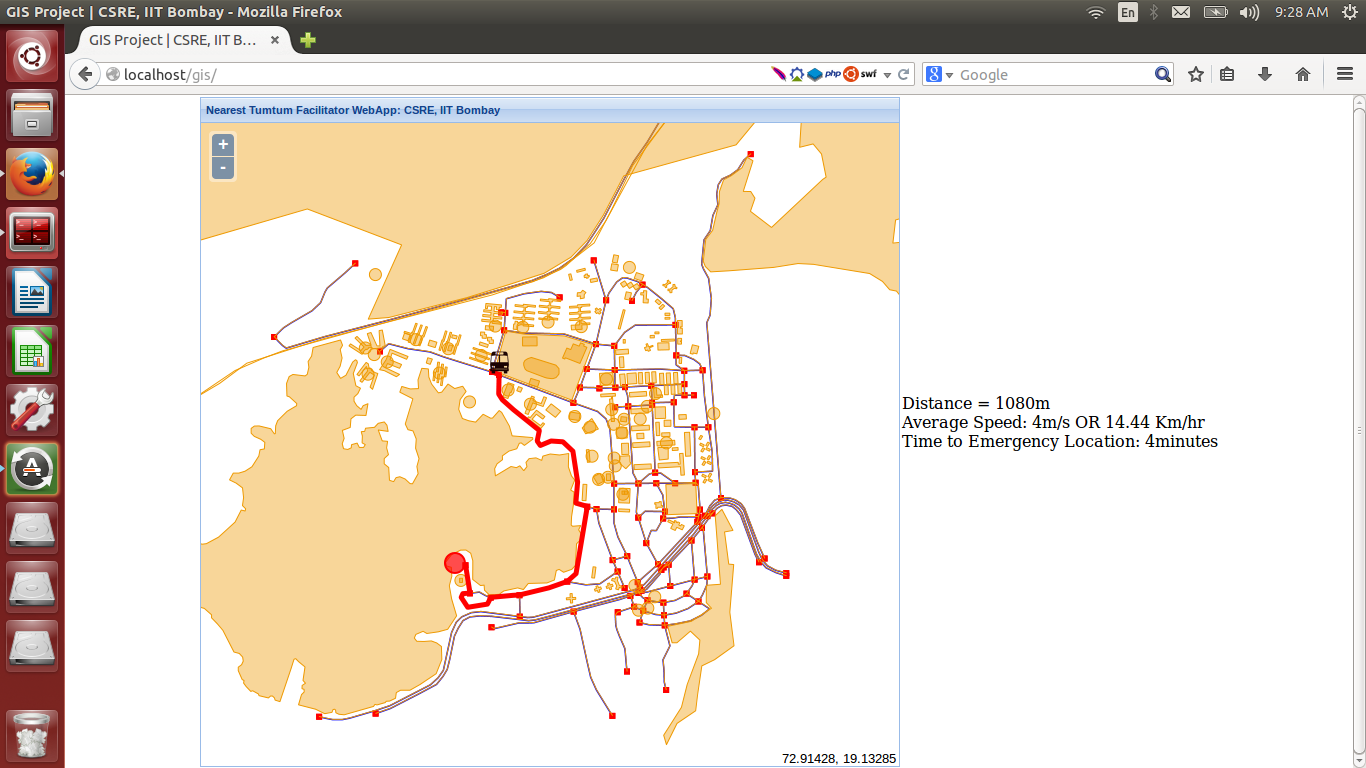 GIS Project | CSRE, IIT Bombay - Mozilla Firefox
En
9:28 AM
GIS Project | CSRE, IIT B...
localhost/gis/
php
swf
Google
Nearest Tumtum Facilitator WebApp: CSRE, IIT Bombay
+
-
Distance = 1080m
Average Speed: 4m/s OR 14.44 Km/hr
Time to Emergency Location: 4minutes
72.91428, 19.13285